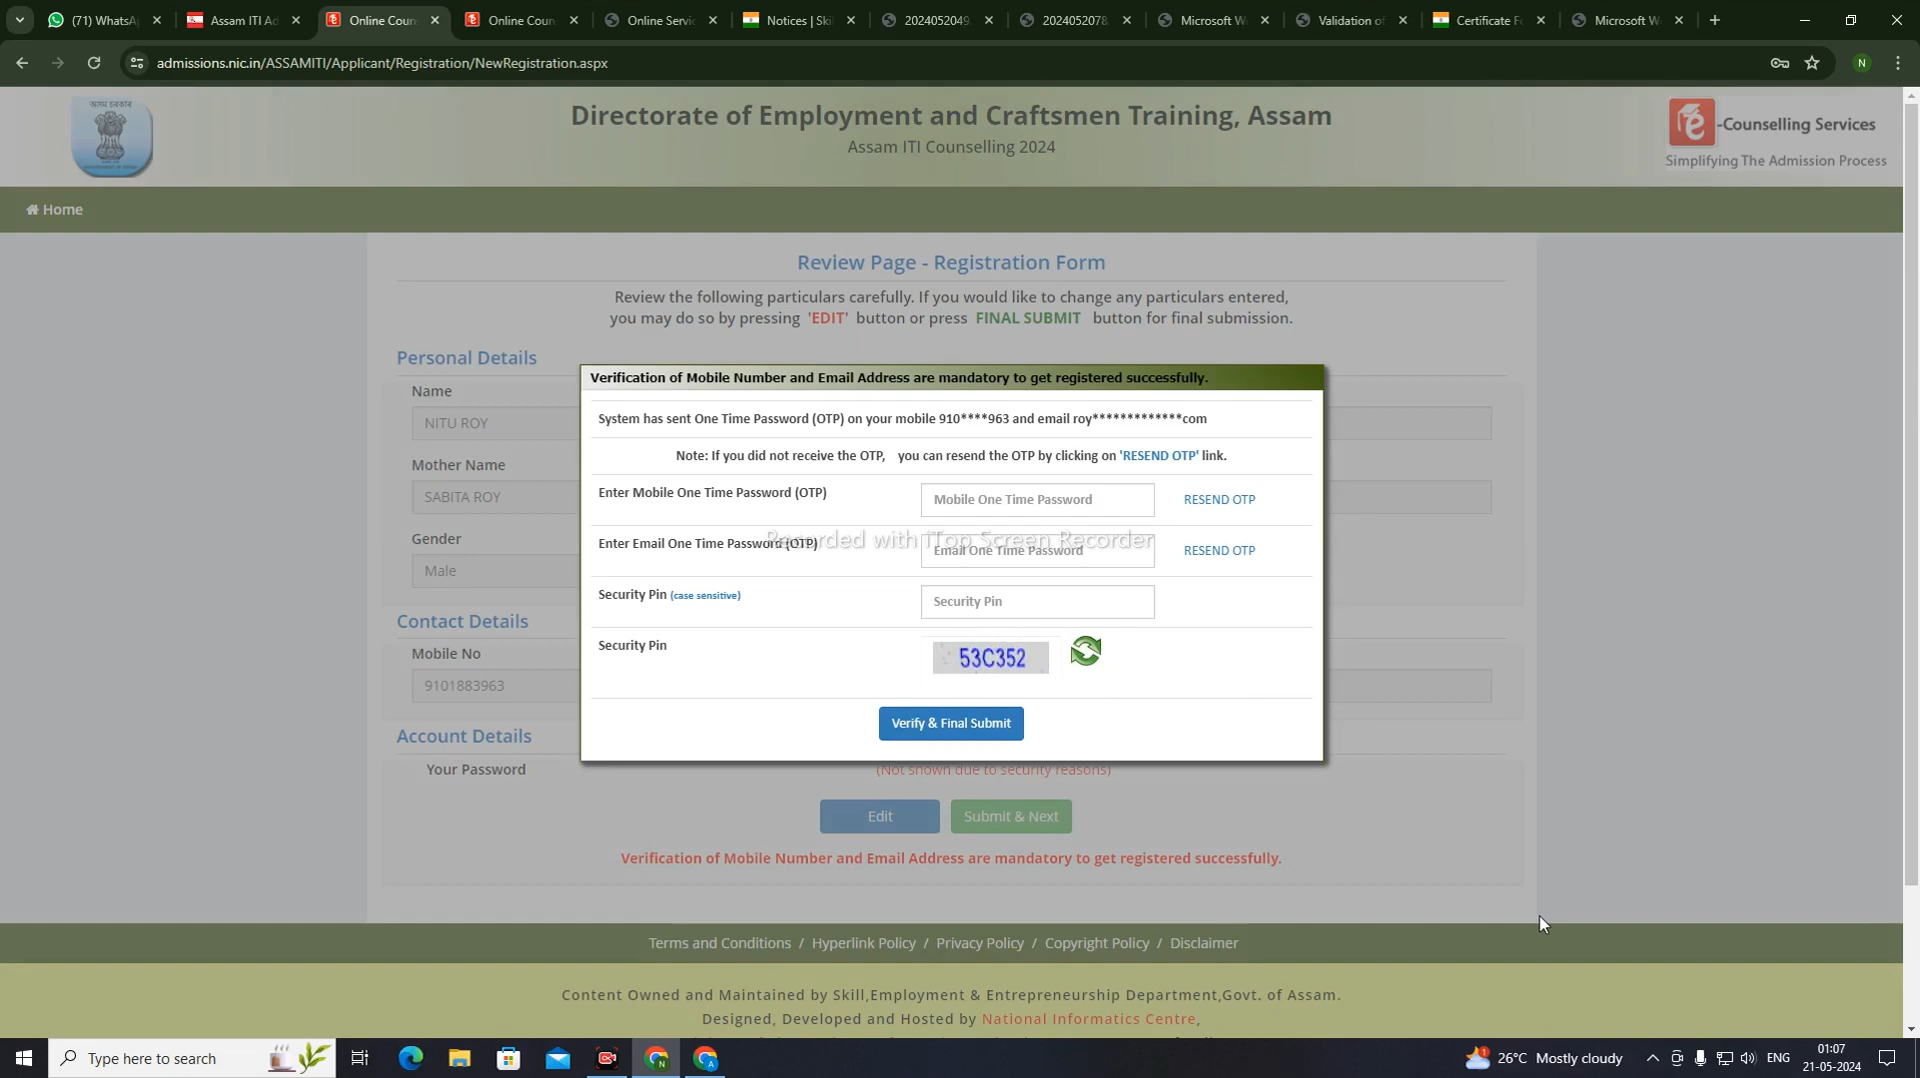 (71) WhatsA
Assam ITI Ad
Online Coun
Online Coun
Online Servic
Notices | Skil
2024052049
2024052078
Microsoft W
Validation of
Certificate Fo
Microsoft W
admissions.nic.in/ASSAMITI/Applicant/Registration/NewRegistration.aspx
N
Directorate of Employment and Craftsmen Training, Assam
Assam ITI Counselling 2024
e-Counselling Services
Simplifying The Admission Process
Home
Review Page - Registration Form
Review the following particulars carefully. If you would like to change any particulars entered,
you may do so by pressing 'EDIT' button or press FINAL SUBMIT button for final submission.
Personal Details
Name
NITU ROY
Mother Name
SABITA ROY
Gender
Male
Contact Details
Mobile No
9101883963
Account Details
Your Password
(Not shown due to security reasons)
Verification of Mobile Number and Email Address are mandatory to get registered successfully.
System has sent One Time Password (OTP) on your mobile 910****963 and email roy*************com
Note: If you did not receive the OTP, you can resend the OTP by clicking on 'RESEND OTP' link.
Enter Mobile One Time Password (OTP)
Mobile One Time Password
RESEND OTP
Enter Email One Time Password (OTP)
Email One Time Password
RESEND OTP
Recorded with iTop Screen Recorder
Security Pin (case sensitive)
Security Pin
Security Pin
53C352
Verify & Final Submit
Edit
Submit & Next
Verification of Mobile Number and Email Address are mandatory to get registered successfully.
Terms and Conditions / Hyperlink Policy / Privacy Policy / Copyright Policy / Disclaimer
Content Owned and Maintained by Skill,Employment & Entrepreneurship Department,Govt. of Assam.
Designed, Developed and Hosted by National Informatics Centre,
Type here to search
26°C Mostly cloudy
ENG
01:07
21-05-2024